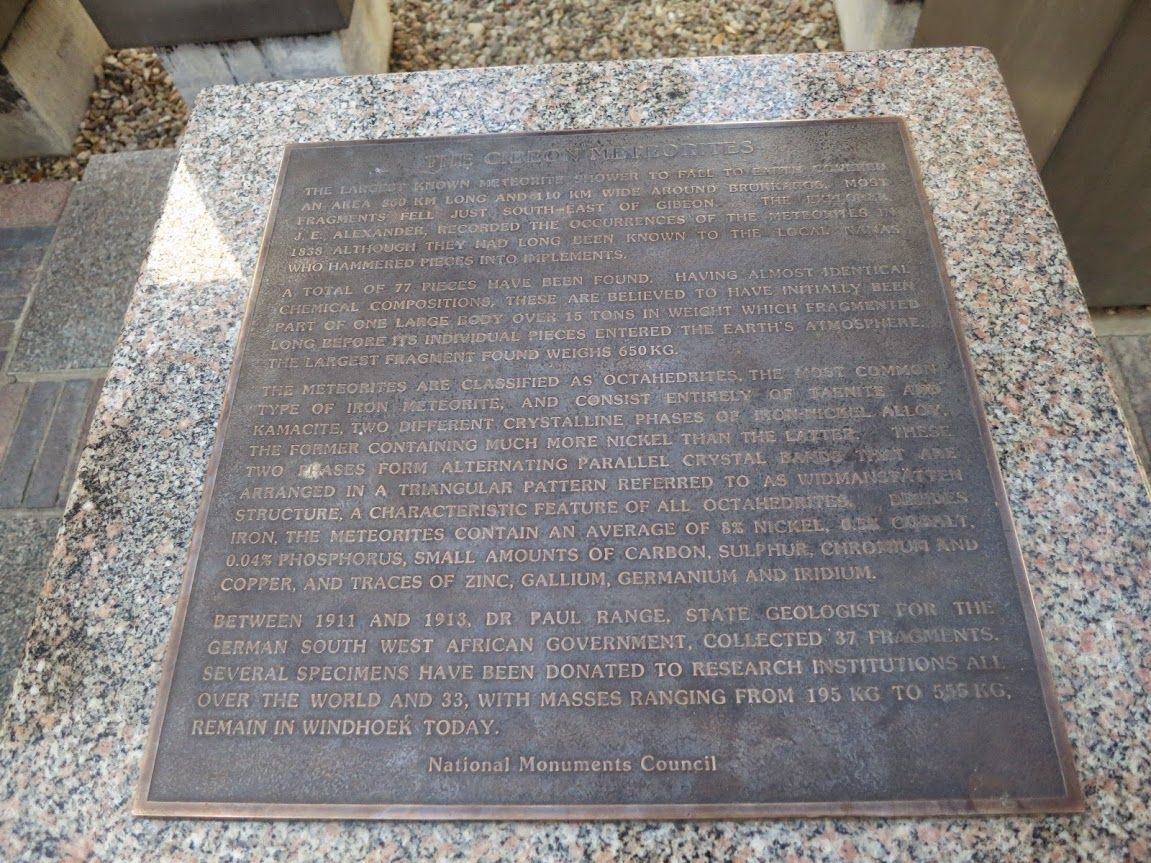 THE GIBEON METEORITES
THE LARGEST KNOWN METEORITE SHOWER TO FALL TO EARTH COVERED
AN AREA 360 KM LONG AND 110 KM WIDE AROUND BRUKKAROS. MOST
FRAGMENTS FELL JUST SOUTH-EAST OF GIBEON. THE EXPLORER,
J. E. ALEXANDER, RECORDED THE OCCURRENCES OF THE METEORITES IN
1838 ALTHOUGH THEY HAD LONG BEEN KNOWN TO THE LOCAL NAMAS
WHO HAMMERED PIECES INTO IMPLEMENTS.
A TOTAL OF 77 PIECES HAVE BEEN FOUND. HAVING ALMOST IDENTICAL
CHEMICAL COMPOSITIONS, THESE ARE BELIEVED TO HAVE INITIALLY BEEN
PART OF ONE LARGE BODY OVER 15 TONS IN WEIGHT WHICH FRAGMENTED
LONG BEFORE ITS INDIVIDUAL PIECES ENTERED THE EARTH'S ATMOSPHERE.
THE LARGEST FRAGMENT FOUND WEIGHS 650 KG.
THE METEORITES ARE CLASSIFIED AS OCTAHEDRITES, THE MOST COMMON
TYPE OF IRON METEORITE, AND CONSIST ENTIRELY OF TAENITE AND
KAMACITE, TWO DIFFERENT CRYSTALLINE PHASES OF IRON-NICKEL ALLOY,
THE FORMER CONTAINING MUCH MORE NICKEL THAN THE LATTER. THESE
TWO PHASES FORM ALTERNATING PARALLEL CRYSTAL BANDS THAT ARE
ARRANGED IN A TRIANGULAR PATTERN REFERRED TO AS WIDMANSTATTEN
STRUCTURE, A CHARACTERISTIC FEATURE OF ALL OCTAHEDRITES. BESIDES
IRON, THE METEORITES CONTAIN AN AVERAGE OF 8% NICKEL, 0.5% COBALT,
0.04% PHOSPHORUS, SMALL AMOUNTS OF CARBON, SULPHUR, CHROMIUM AND
COPPER, AND TRACES OF ZINC, GALLIUM, GERMANIUM AND IRIDIUM.
BETWEEN 1911 AND 1913, DR PAUL RANGE, STATE GEOLOGIST FOR THE
GERMAN SOUTH WEST AFRICAN GOVERNMENT, COLLECTED 37 FRAGMENTS.
SEVERAL SPECIMENS HAVE BEEN DONATED TO RESEARCH INSTITUTIONS ALL
OVER THE WORLD AND 33, WITH MASSES RANGING FROM 195 KG TO 555 KG,
REMAIN IN WINDHOEK TODAY.
National Monuments Council